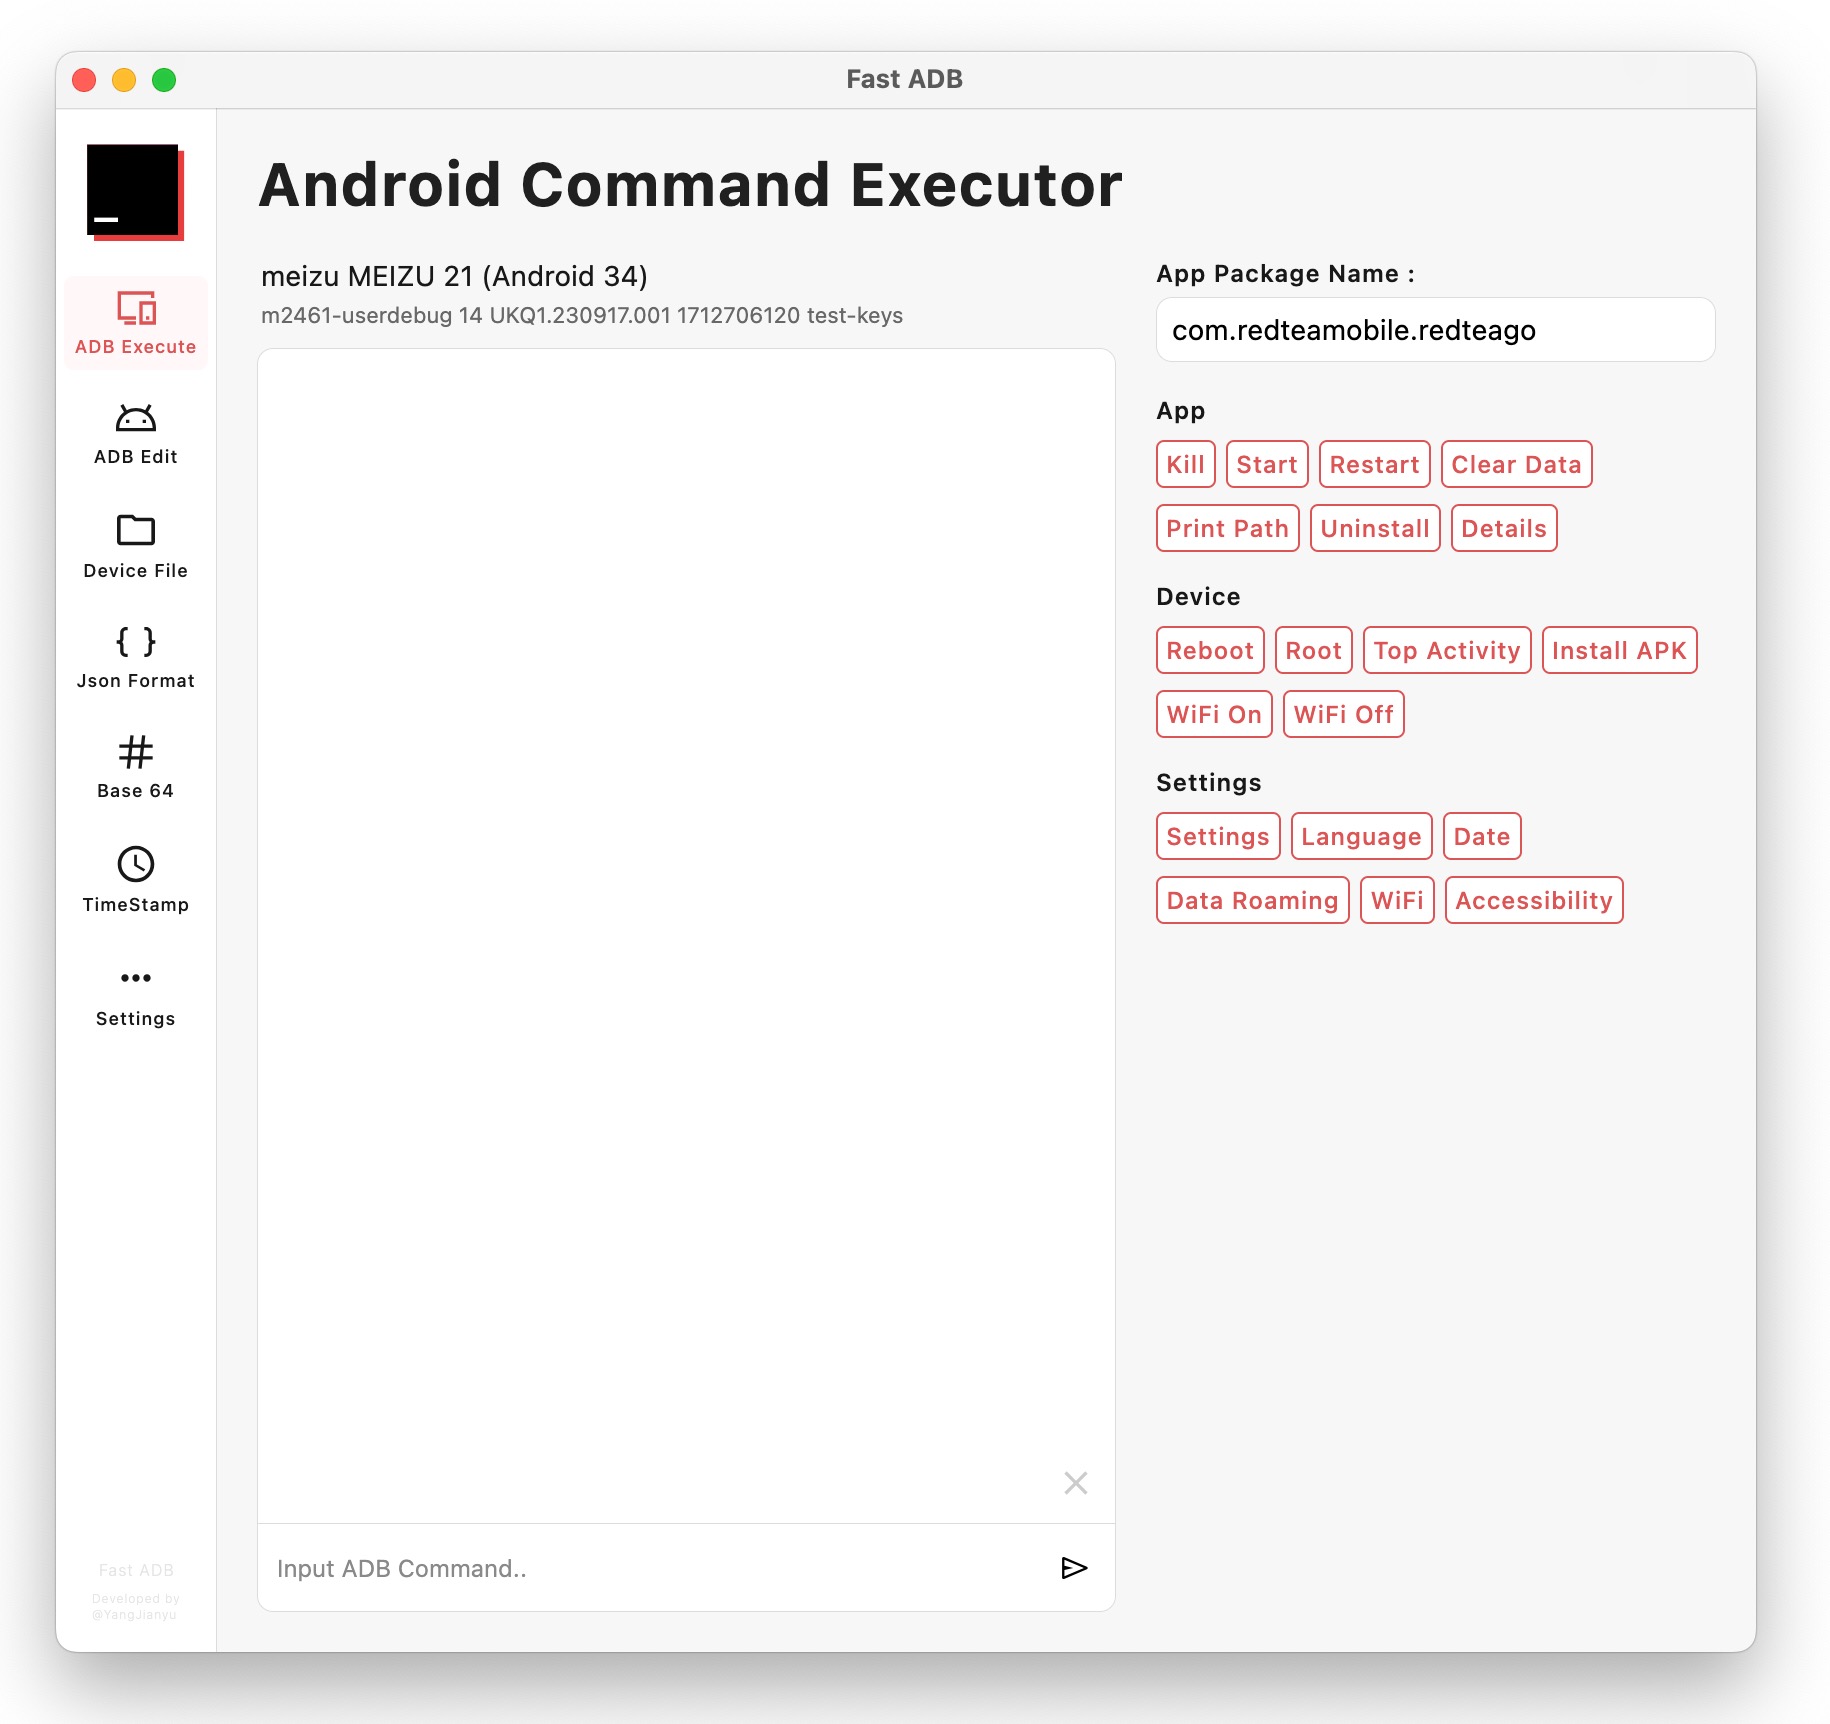 Fast ADB
Android Command Executor
ADB Execute
ADB Edit
Device File
Json Format
Base 64
TimeStamp
Settings
Fast ADB
Developed by
@YangJianyu
meizu MEIZU 21 (Android 34)
m2461-userdebug 14 UKQ1.230917.001 1712706120 test-keys
Input ADB Command..
App Package Name :
com.redteamobile.redteago
App
Kill Start Restart Clear Data
Print Path Uninstall Details
Device
Reboot Root Top Activity Install APK
WiFi On WiFi Off
Settings
Settings Language Date
Data Roaming WiFi Accessibility